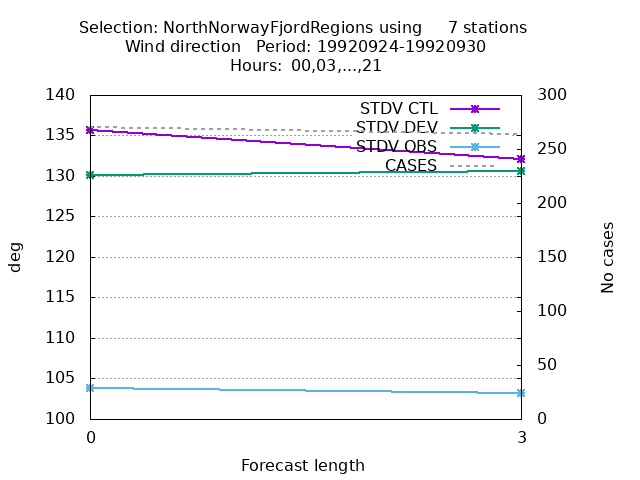 Selection: NorthNorwayFjordRegions using     7 stations
Wind direction   Period: 19920924-19920930
Hours:  00,03,...,21
140
135
130
125
120
115
110
105
100
300
250
200
150
100
50
0
STDV CTL
STDV DEV
STDV OBS
CASES
deg
No cases
0
3
Forecast length